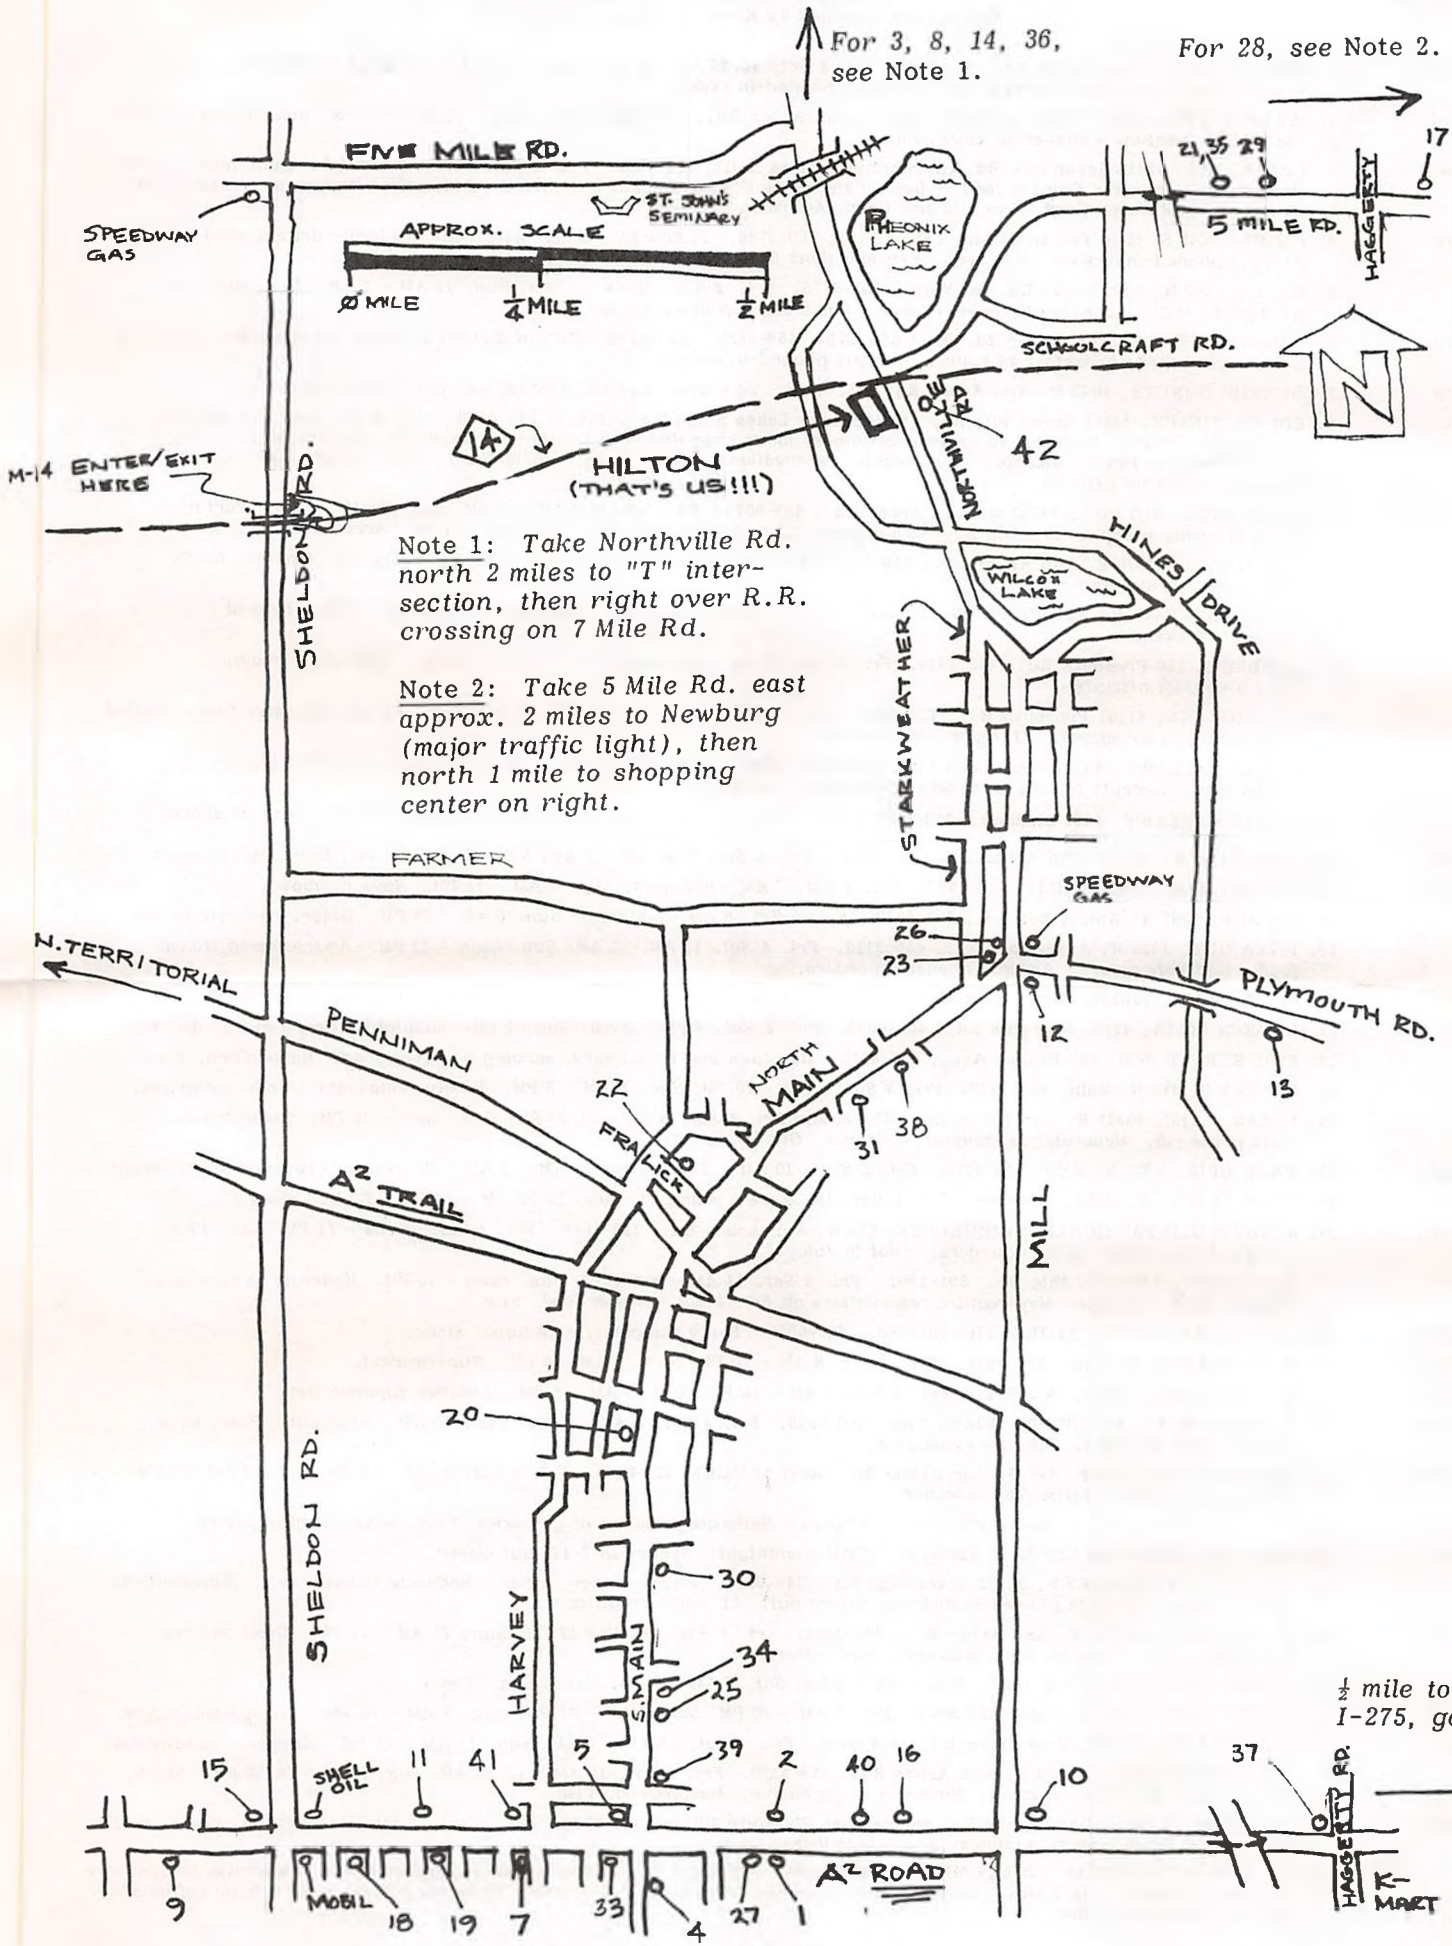 For 3, 8, 14, 36,
see Note 1.
For 28, see Note 2.
FIVE MILE RD.
21,35 29
17
HAGGERTY
5 MILE RD.
SPEEDWAY
GAS
ST. JOHN'S
SEMINARY
PHEONIX
LAKE
APPROX. SCALE
Ø MILE
¼ MILE
½ MILE
SCHOOLCRAFT RD.
N
14
M-14 ENTER/EXIT
HERE
HILTON
(THAT'S US!!!)
42
SHELDON RD
Note 1: Take Northville Rd.
north 2 miles to "T" inter-
section, then right over R.R.
crossing on 7 Mile Rd.
Note 2: Take 5 Mile Rd. east
approx. 2 miles to Newburg
(major traffic light), then
north 1 mile to shopping
center on right.
HINES DRIVE
WILCOX
LAKE
STARKWEATHER
FARMER
SPEEDWAY
GAS
26
23
N. TERRITORIAL
PENNIMAN
PLYMOUTH RD.
12
13
22
NORTH
MAIN
38
31
FRALICK
A² TRAIL
MILL
20
SHELDON RD.
HARVEY
S. MAIN
30
34
25
39
½ mile to
I-275, g
15
SHELL
OIL
11
41
5
2
40
16
10
37
HAGGERTY RD.
A² ROAD
9
MOBIL
18
19
7
33
4
27
1
HAGGERTY
K-
MART